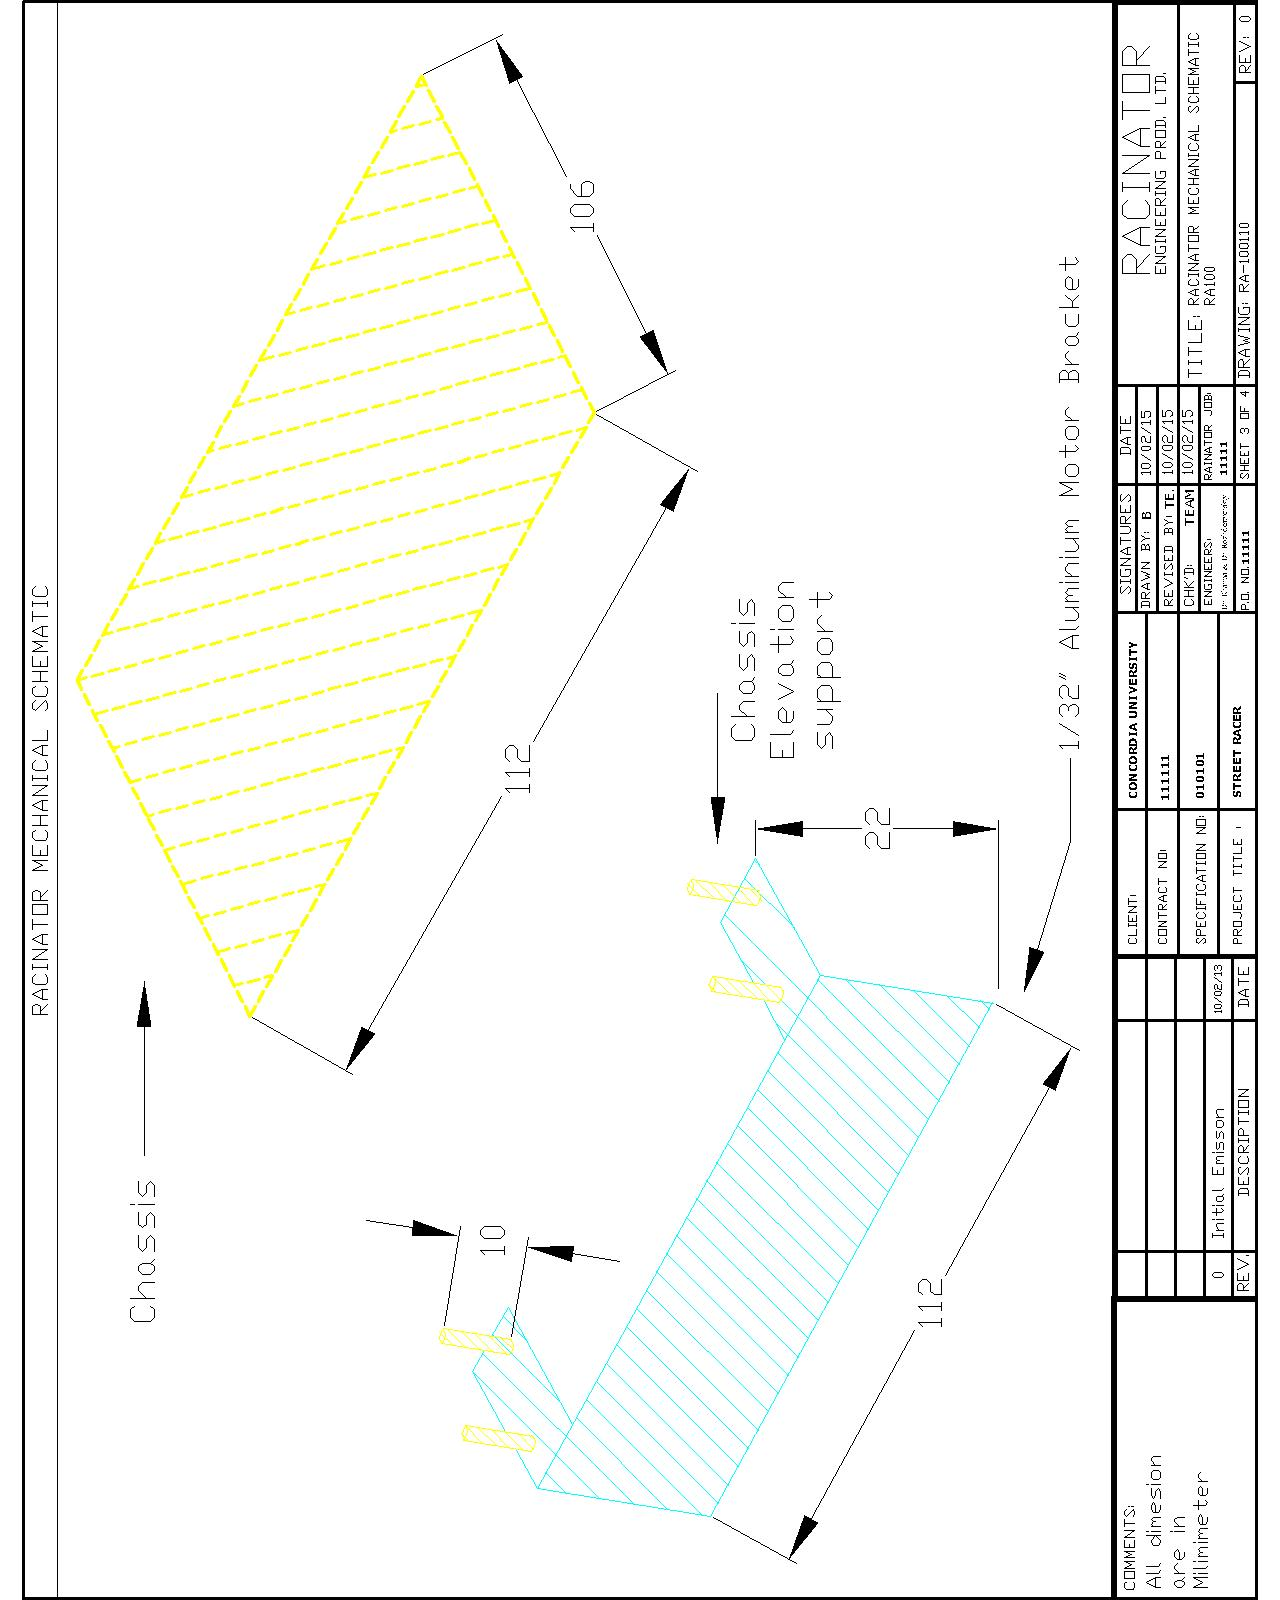 RACINATOR MECHANICAL SCHEMATIC
Chassis
112
106
10
Chassis
Elevation
support
22
112
1/32" Aluminium Motor Bracket
COMMENTS:
All dimesion
are in
Milimimeter
0 Initial Emisson 10/02/13
REV. DESCRIPTION DATE
CLIENT: CONCORDIA UNIVERSITY
CONTRACT NO: 111111
SPECIFICATION NO: 010101
PROJECT TITLE : STREET RACER
SIGNATURES DATE
DRAWN BY: B 10/02/15
REVISED BY: TE. 10/02/15
CHK'D: TEAM 10/02/15
ENGINEERS:
RAINATOR JOB:
11111
P.O. NO.11111 SHEET 3 OF 4
RACINATOR
ENGINEERING PROD. LTD.
TITLE: RACINATOR MECHANICAL SCHEMATIC
RA100
DRAWING: RA-100110 REV: 0